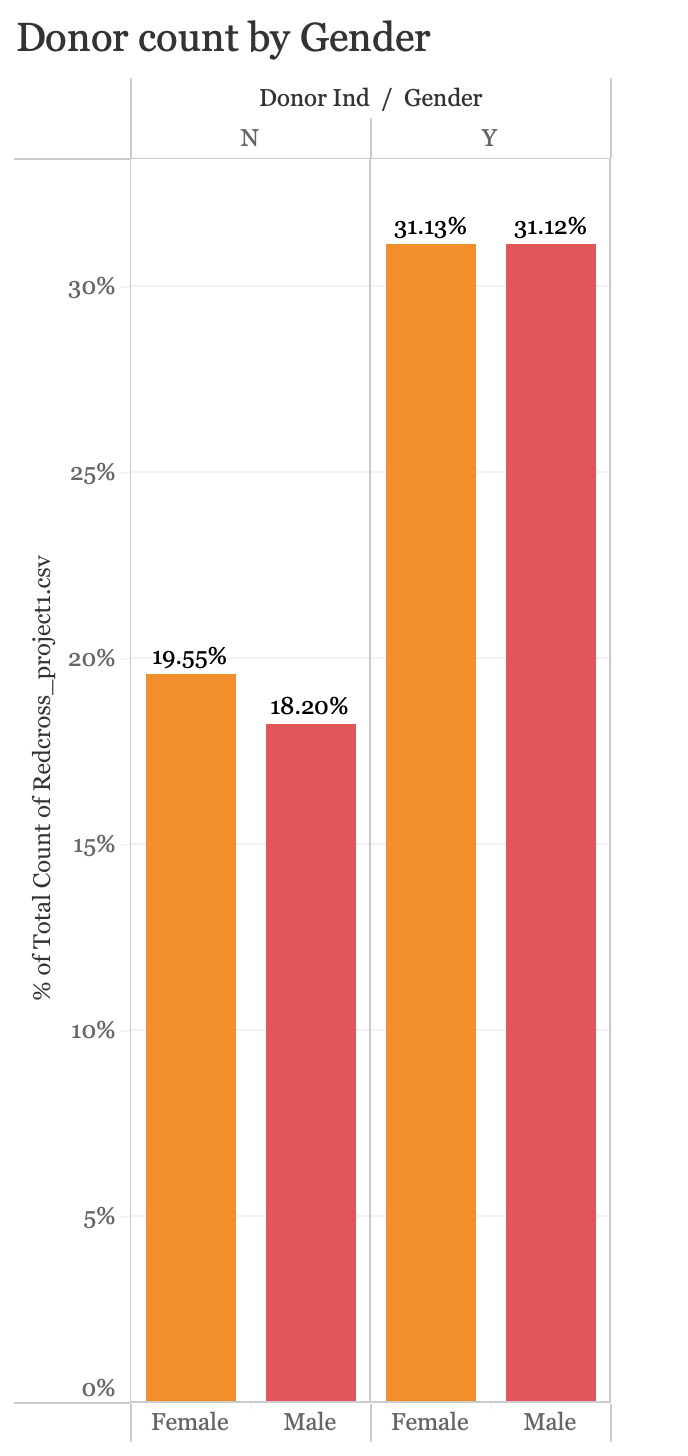 Donor count by Gender
Donor Ind / Gender
N Y
31.13% 31.12%
30%
25%
19.55%
20%
18.20%
15%
10%
5%
0%
% of Total Count of Redcross_project1.csv
Female Male Female Male